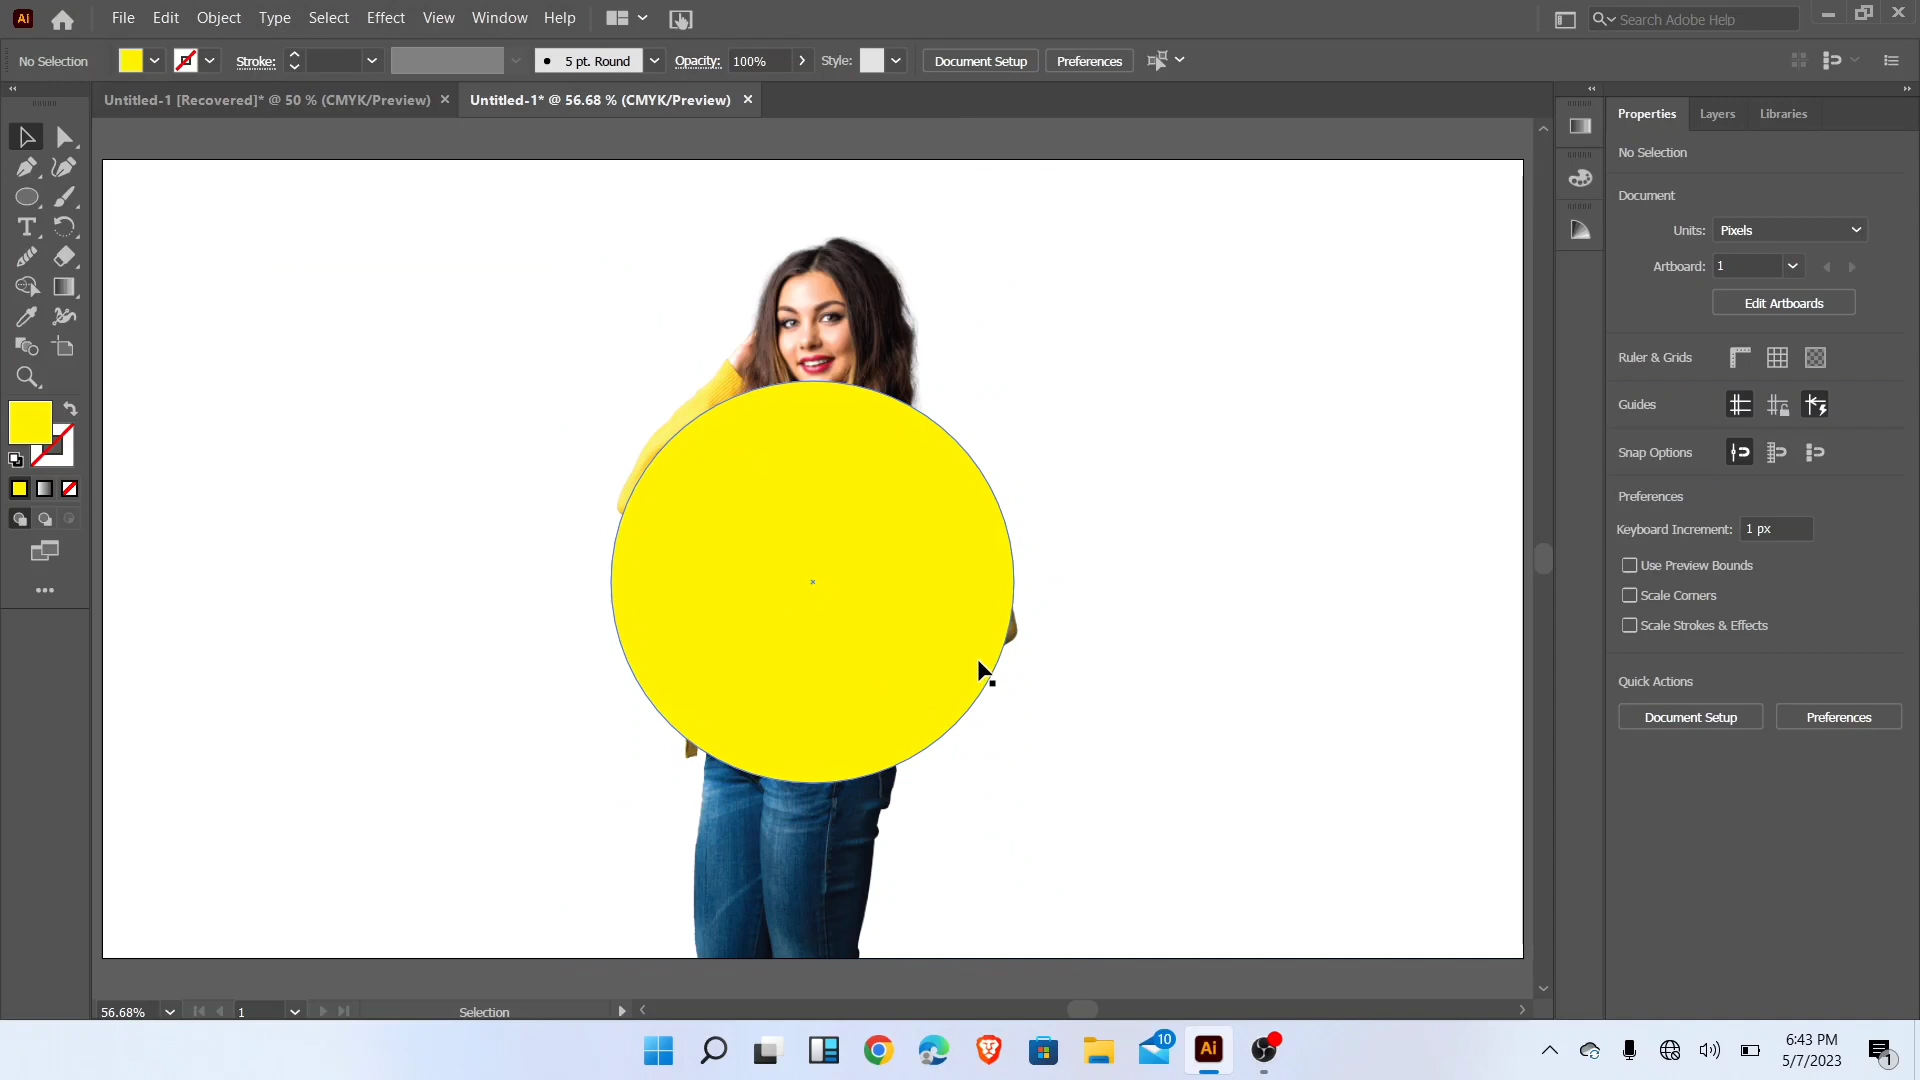 Ai File Edit Object Type Select Effect View Window Help Search Adobe Help
No Selection Stroke: 5 pt. Round Opacity: 100% Style: Document Setup Preferences
Untitled-1 [Recovered]* @ 50 % (CMYK/Preview) Untitled-1* @ 56.68 % (CMYK/Preview)
Properties Layers Libraries
No Selection
Document
Units: Pixels
Artboard: 1
Edit Artboards
Ruler & Grids
Guides
Snap Options
Preferences
Keyboard Increment: 1 px
Use Preview Bounds
Scale Corners
Scale Strokes & Effects
Quick Actions
Document Setup Preferences
56.68% 1 Selection
10 Ai 6:43 PM
5/7/2023 1